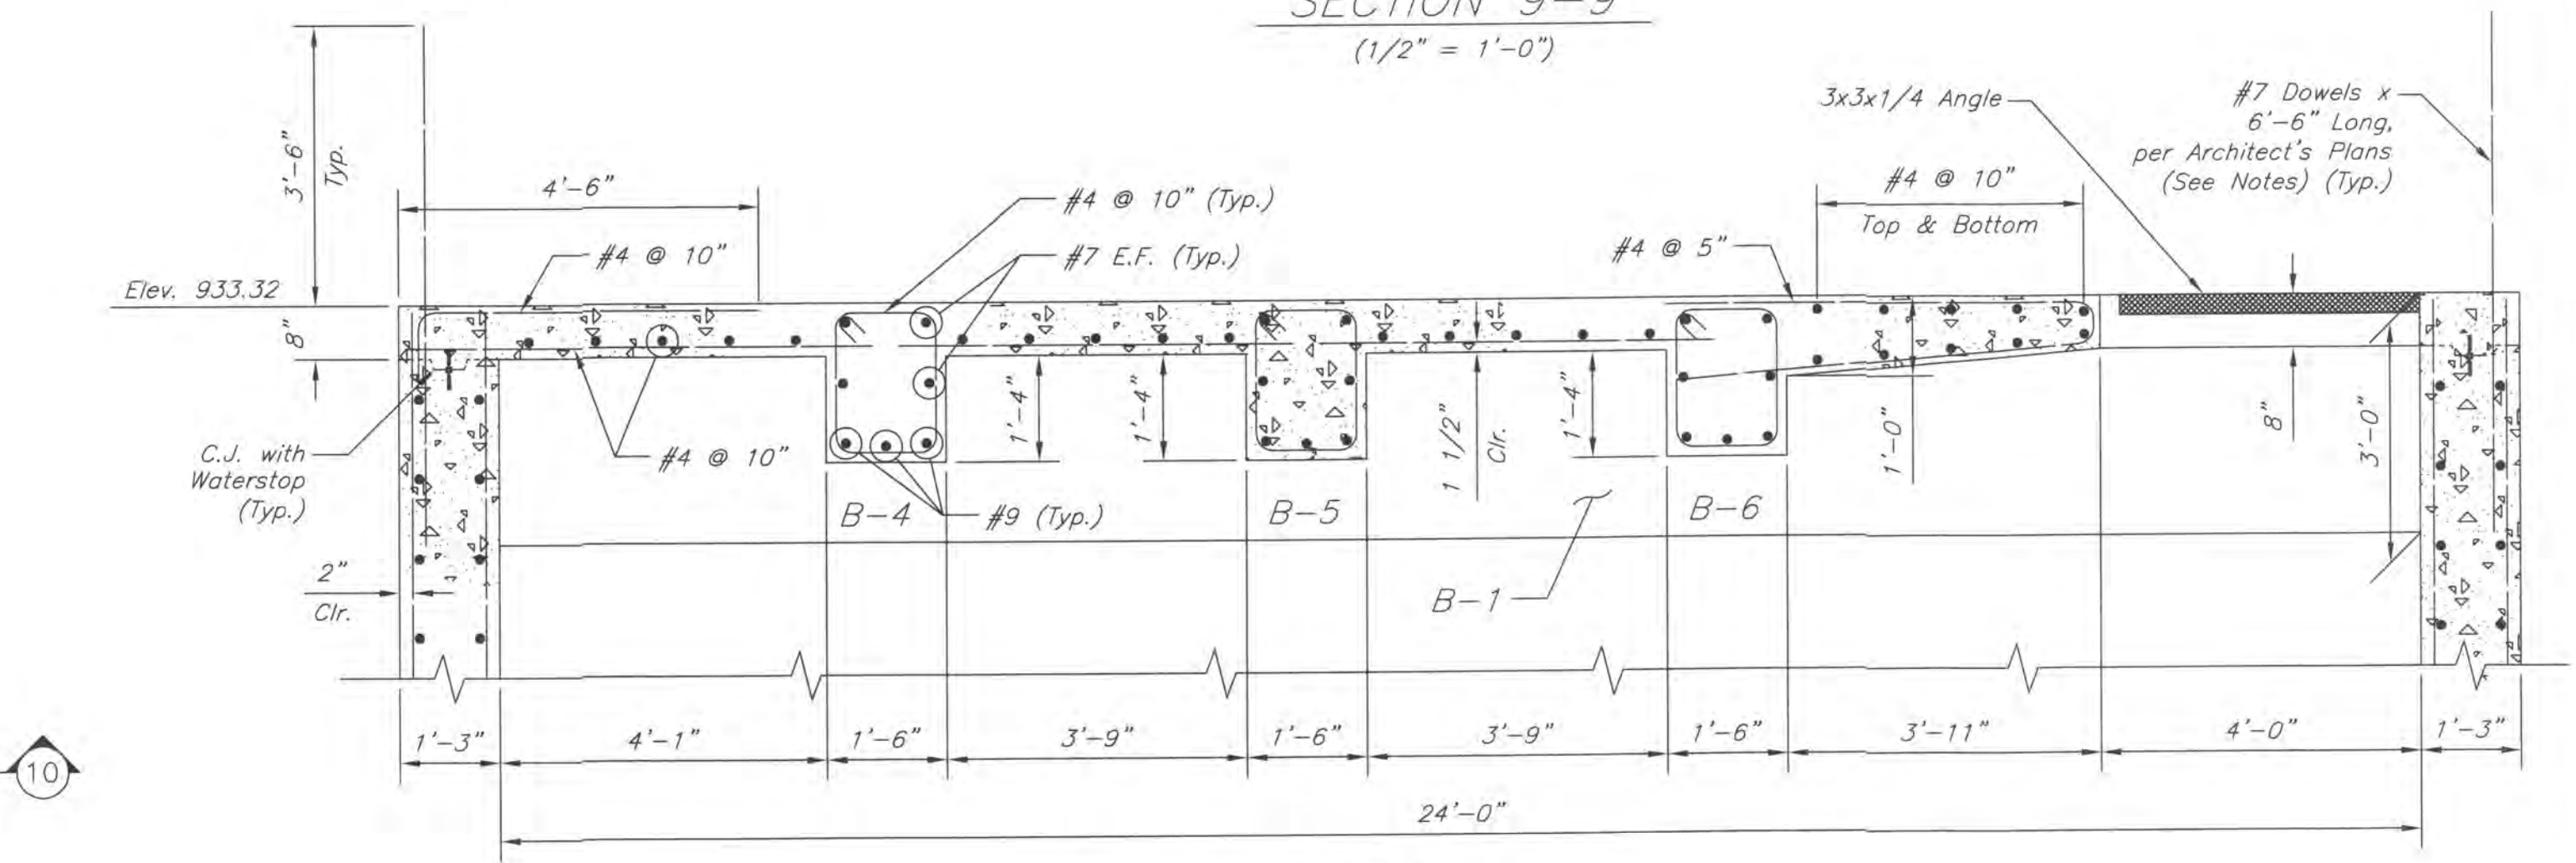 SECTION 9-9
(1/2" = 1'-0")
3'-6"
Typ.
4'-6"
#4 @ 10"
#4 @ 10" (Typ.)
#7 E.F. (Typ.)
#4 @ 5"
3x3x1/4 Angle
#4 @ 10"
Top & Bottom
#7 Dowels x
6'-6" Long,
per Architect's Plans
(See Notes) (Typ.)
Elev. 933.32
8"
C.J. with
Waterstop
(Typ.)
#4 @ 10"
1'-4"
1'-4"
1 1/2"
Clr.
1'-4"
1'-0"
8"
3'-0"
B-4
#9 (Typ.)
B-5
B-6
B-1
2"
Clr.
1'-3"
4'-1"
1'-6"
3'-9"
1'-6"
3'-9"
1'-6"
3'-11"
4'-0"
1'-3"
10
24'-0"